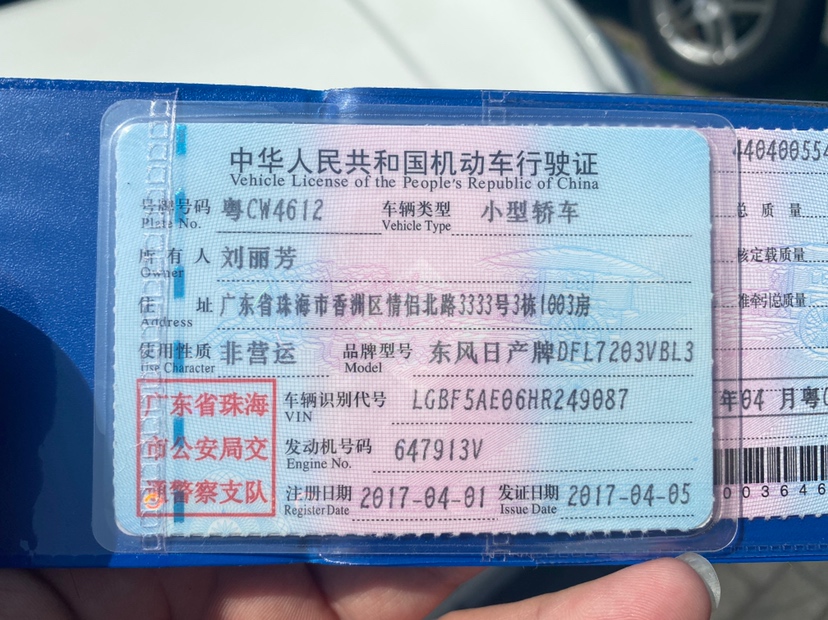 中华人民共和国机动车行驶证
Vehicle License of the People's Republic of China
号牌号码 粤CW4612 车辆类型 小型轿车
Plate No. Vehicle Type
所有人 刘丽芳
Owner
住址 广东省珠海市香洲区情侣北路3333号3栋1003房
Address
使用性质 非营运 品牌型号 东风日产牌DFL7203VBL3
Use Character Model
广东省珠海
市公安局交
通警察支队
车辆识别代号 LGBF5AE06HR249087
VIN
发动机号码 647913V
Engine No.
注册日期 2017-04-01 发证日期 2017-04-05
Register Date Issue Date
440400554
总质量
核定载质量
准牵引总质量
年04月粤C
003646